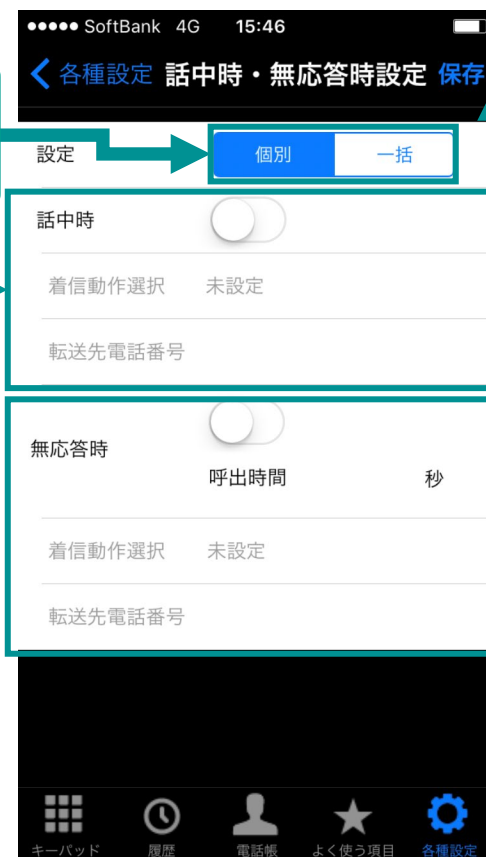 SoftBank 4G 15:46
各種設定 話中時・無応答時設定 保存
設定 個別 一括
話中時
着信動作選択 未設定
転送先電話番号
無応答時
呼出時間 秒
着信動作選択 未設定
転送先電話番号
キーパッド 履歴 電話帳 よく使う項目 各種設定